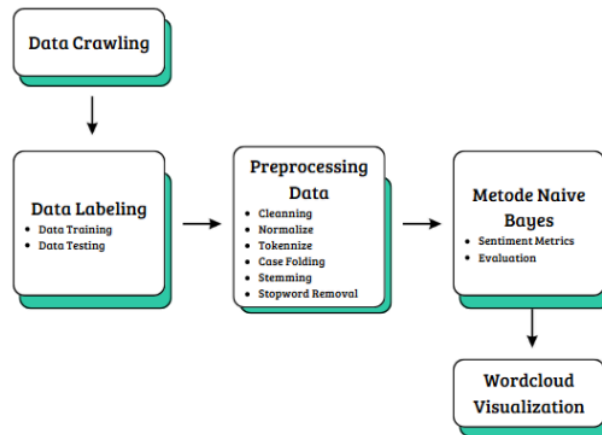 Data Crawling
Data Labeling
• Data Training
• Data Testing
Preprocessing
Data
• Cleanning
• Normalize
• Tokennize
• Case Folding
• Stemming
• Stopword Removal
Metode Naive
Bayes
• Sentiment Metrics
• Evaluation
Wordcloud
Visualization